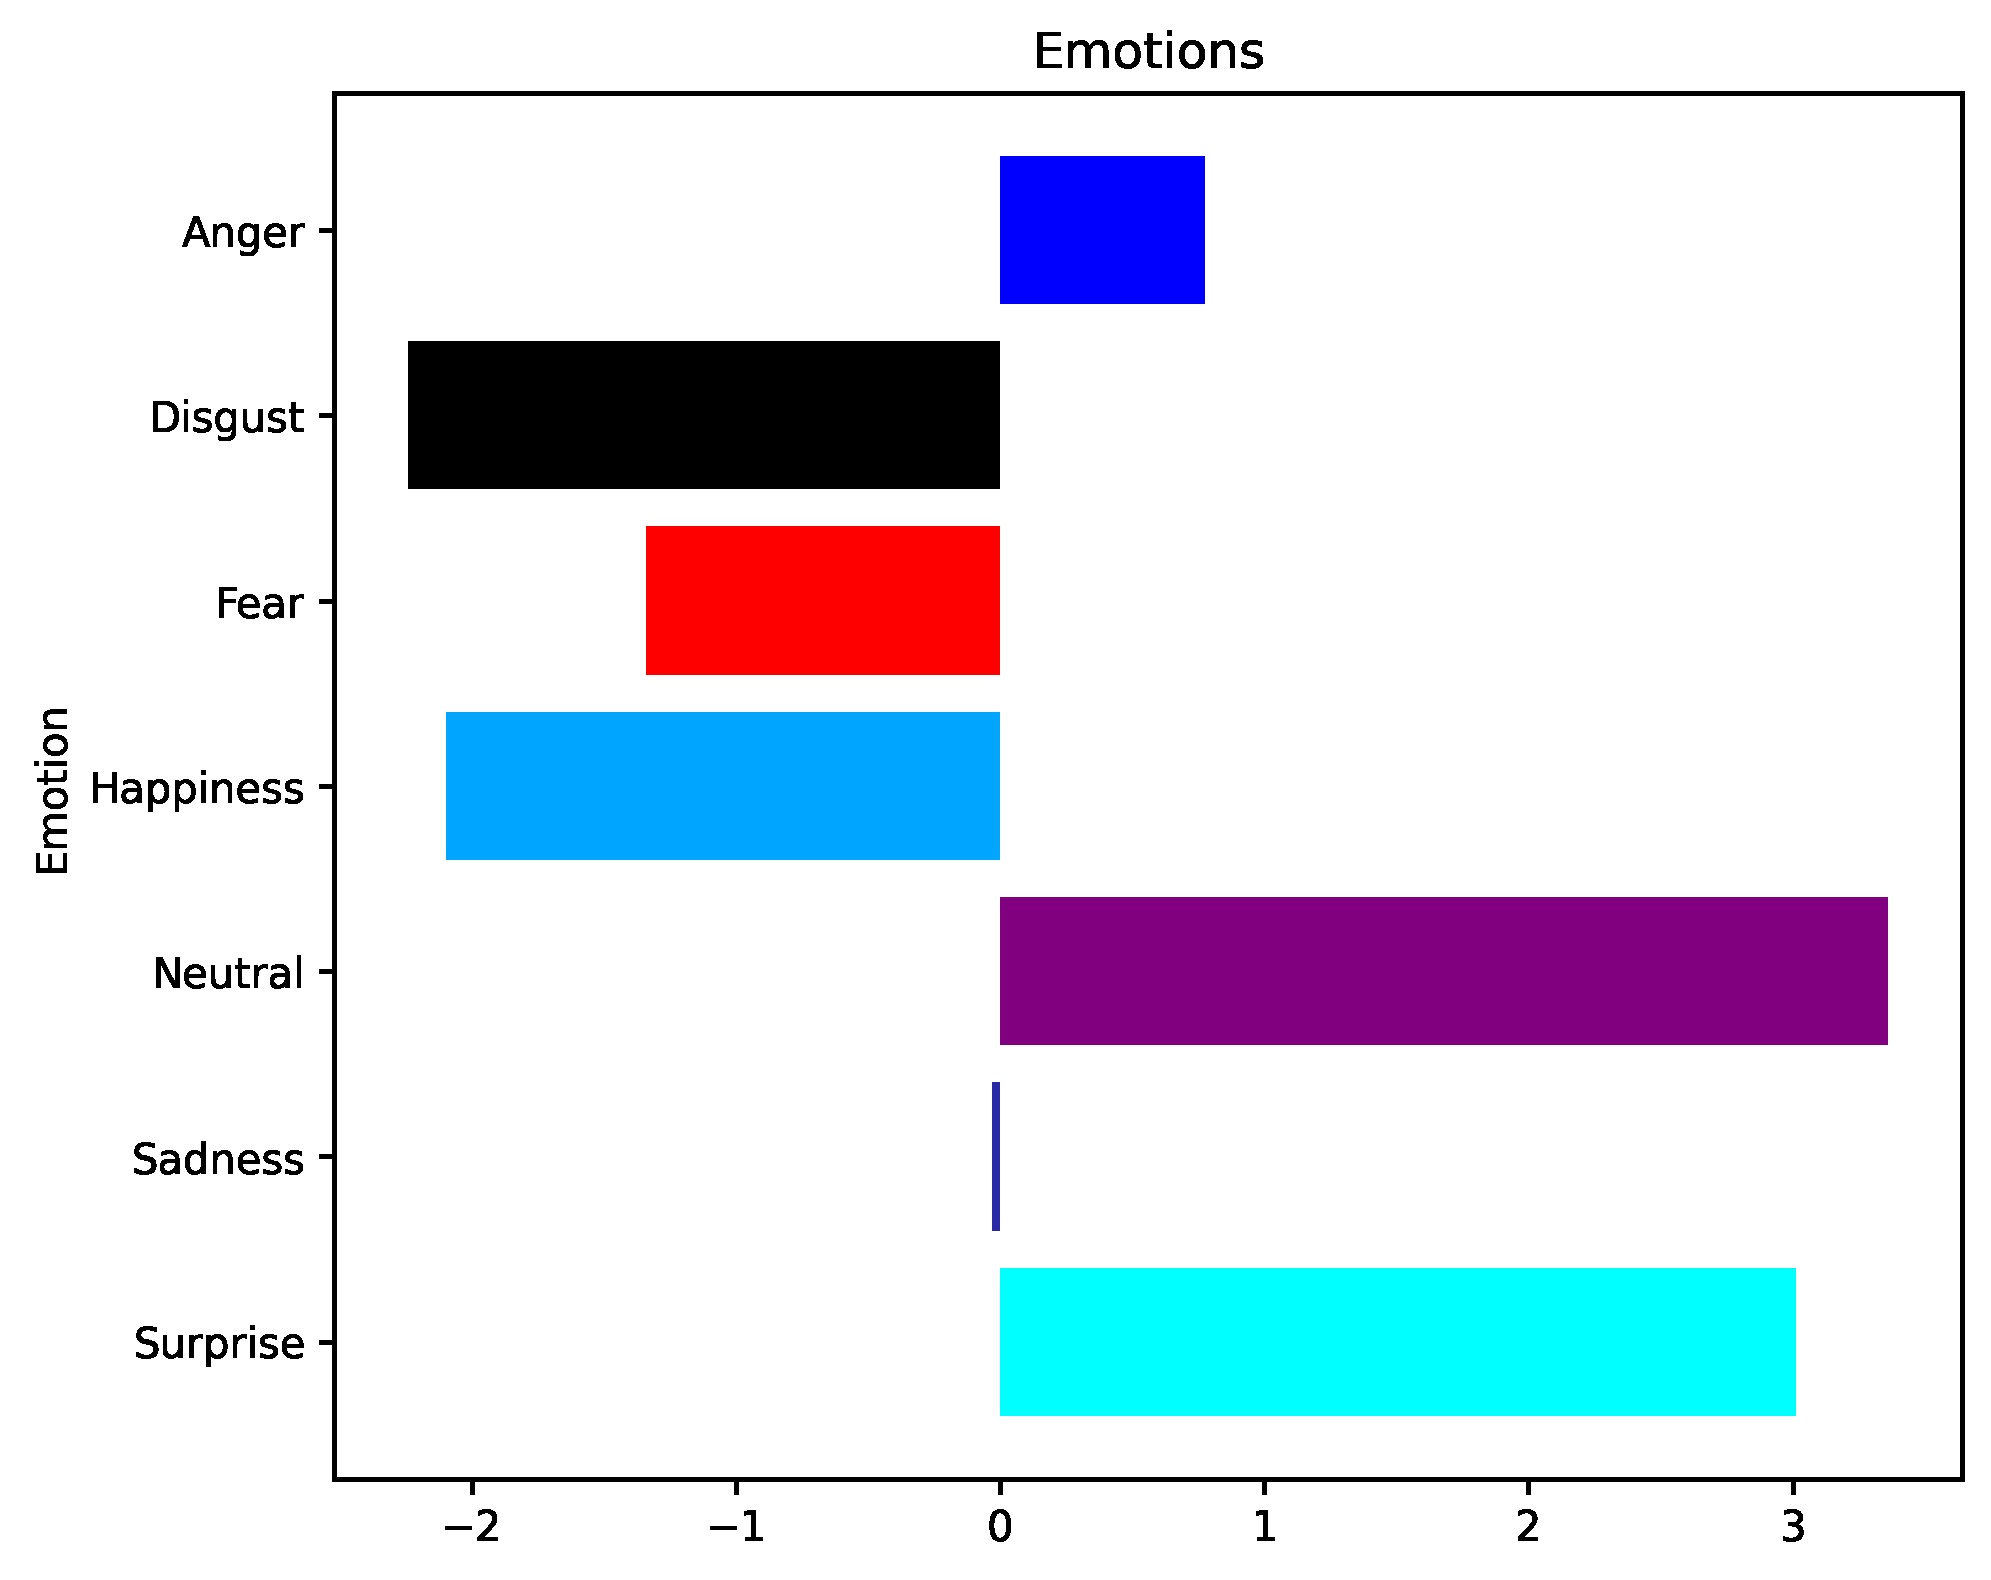 Emotions
Emotion
Anger
Disgust
Fear
Happiness
Neutral
Sadness
Surprise
−2 −1 0 1 2 3